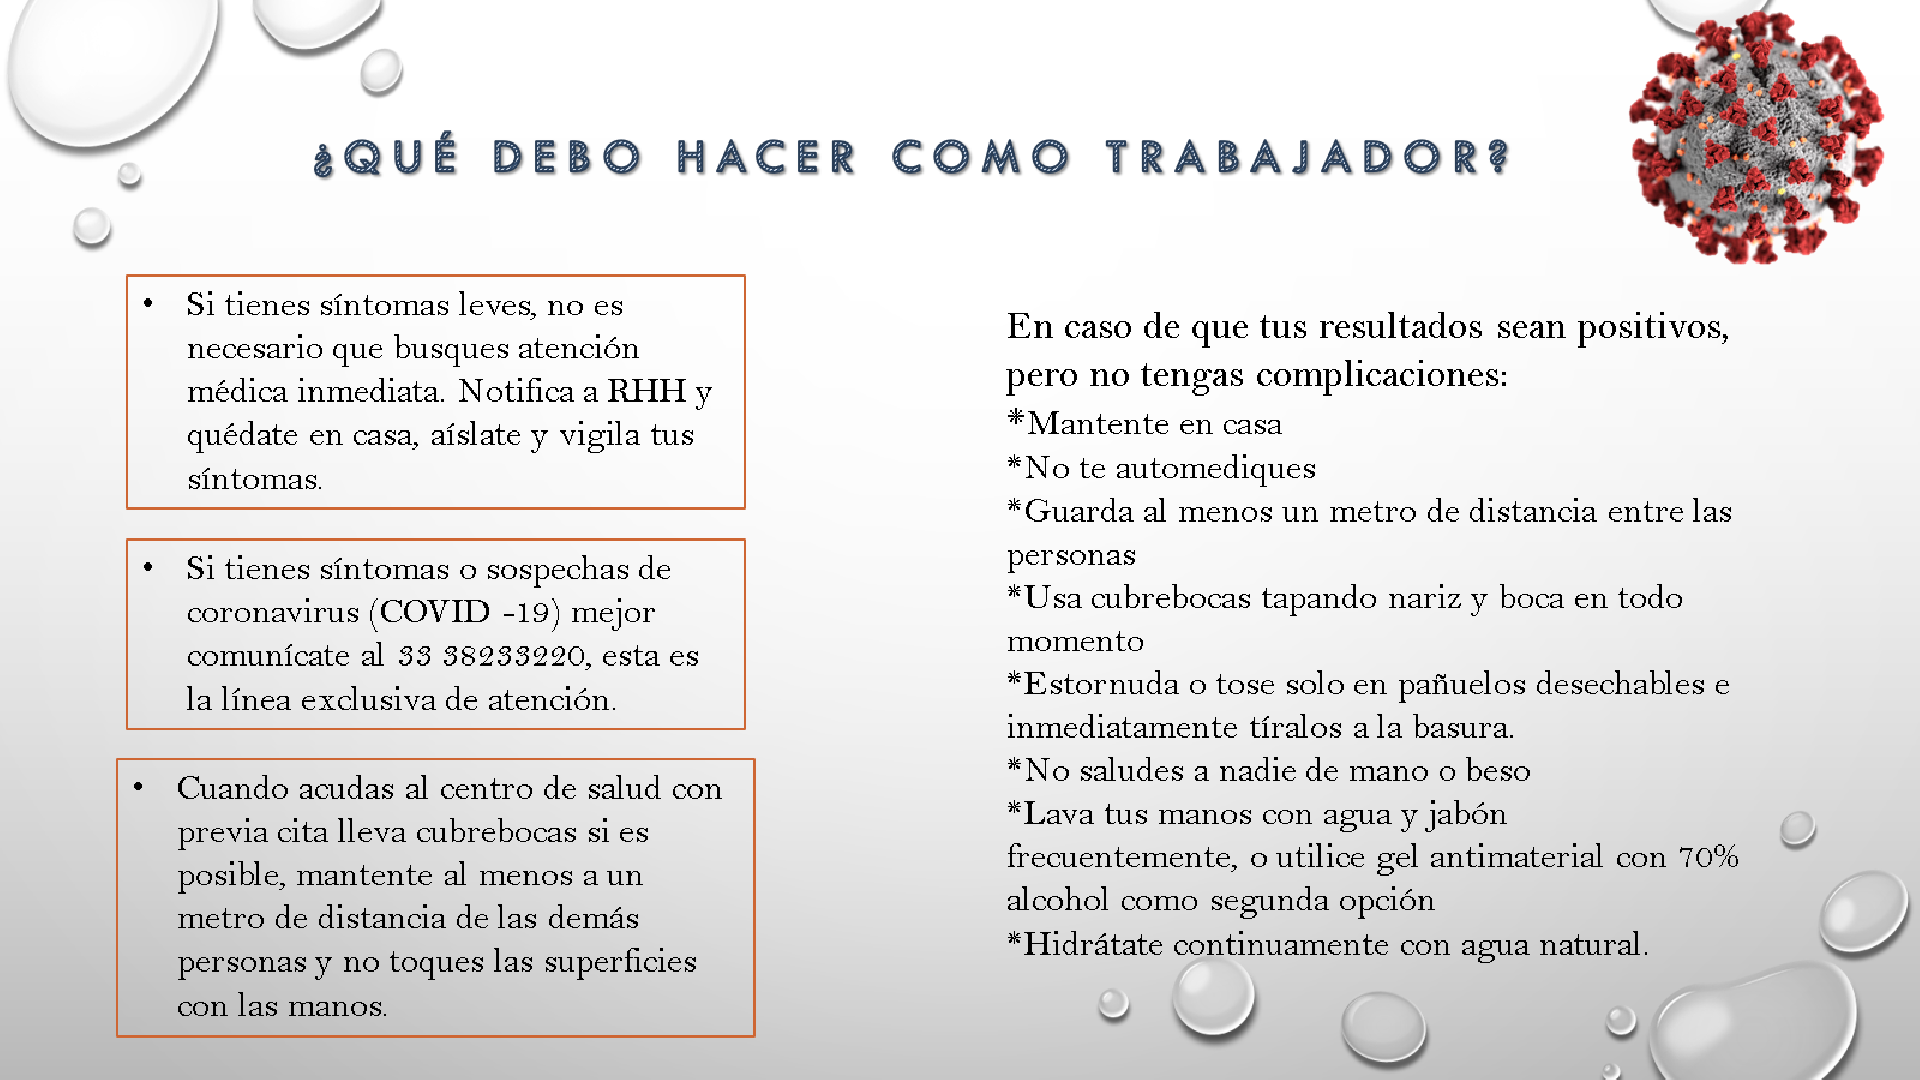 ¿QUÉ DEBO HACER COMO TRABAJADOR?
• Si tienes síntomas leves, no es
necesario que busques atención
médica inmediata. Notifica a RHH y
quédate en casa, aíslate y vigila tus
síntomas.
• Si tienes síntomas o sospechas de
coronavirus (COVID -19) mejor
comunícate al 33 38233220, esta es
la línea exclusiva de atención.
• Cuando acudas al centro de salud con
previa cita lleva cubrebocas si es
posible, mantente al menos a un
metro de distancia de las demás
personas y no toques las superficies
con las manos.
En caso de que tus resultados sean positivos,
pero no tengas complicaciones:
*Mantente en casa
*No te automediques
*Guarda al menos un metro de distancia entre las
personas
*Usa cubrebocas tapando nariz y boca en todo
momento
*Estornuda o tose solo en pañuelos desechables e
inmediatamente tíralos a la basura.
*No saludes a nadie de mano o beso
*Lava tus manos con agua y jabón
frecuentemente, o utilice gel antimaterial con 70%
alcohol como segunda opción
*Hidrátate continuamente con agua natural.